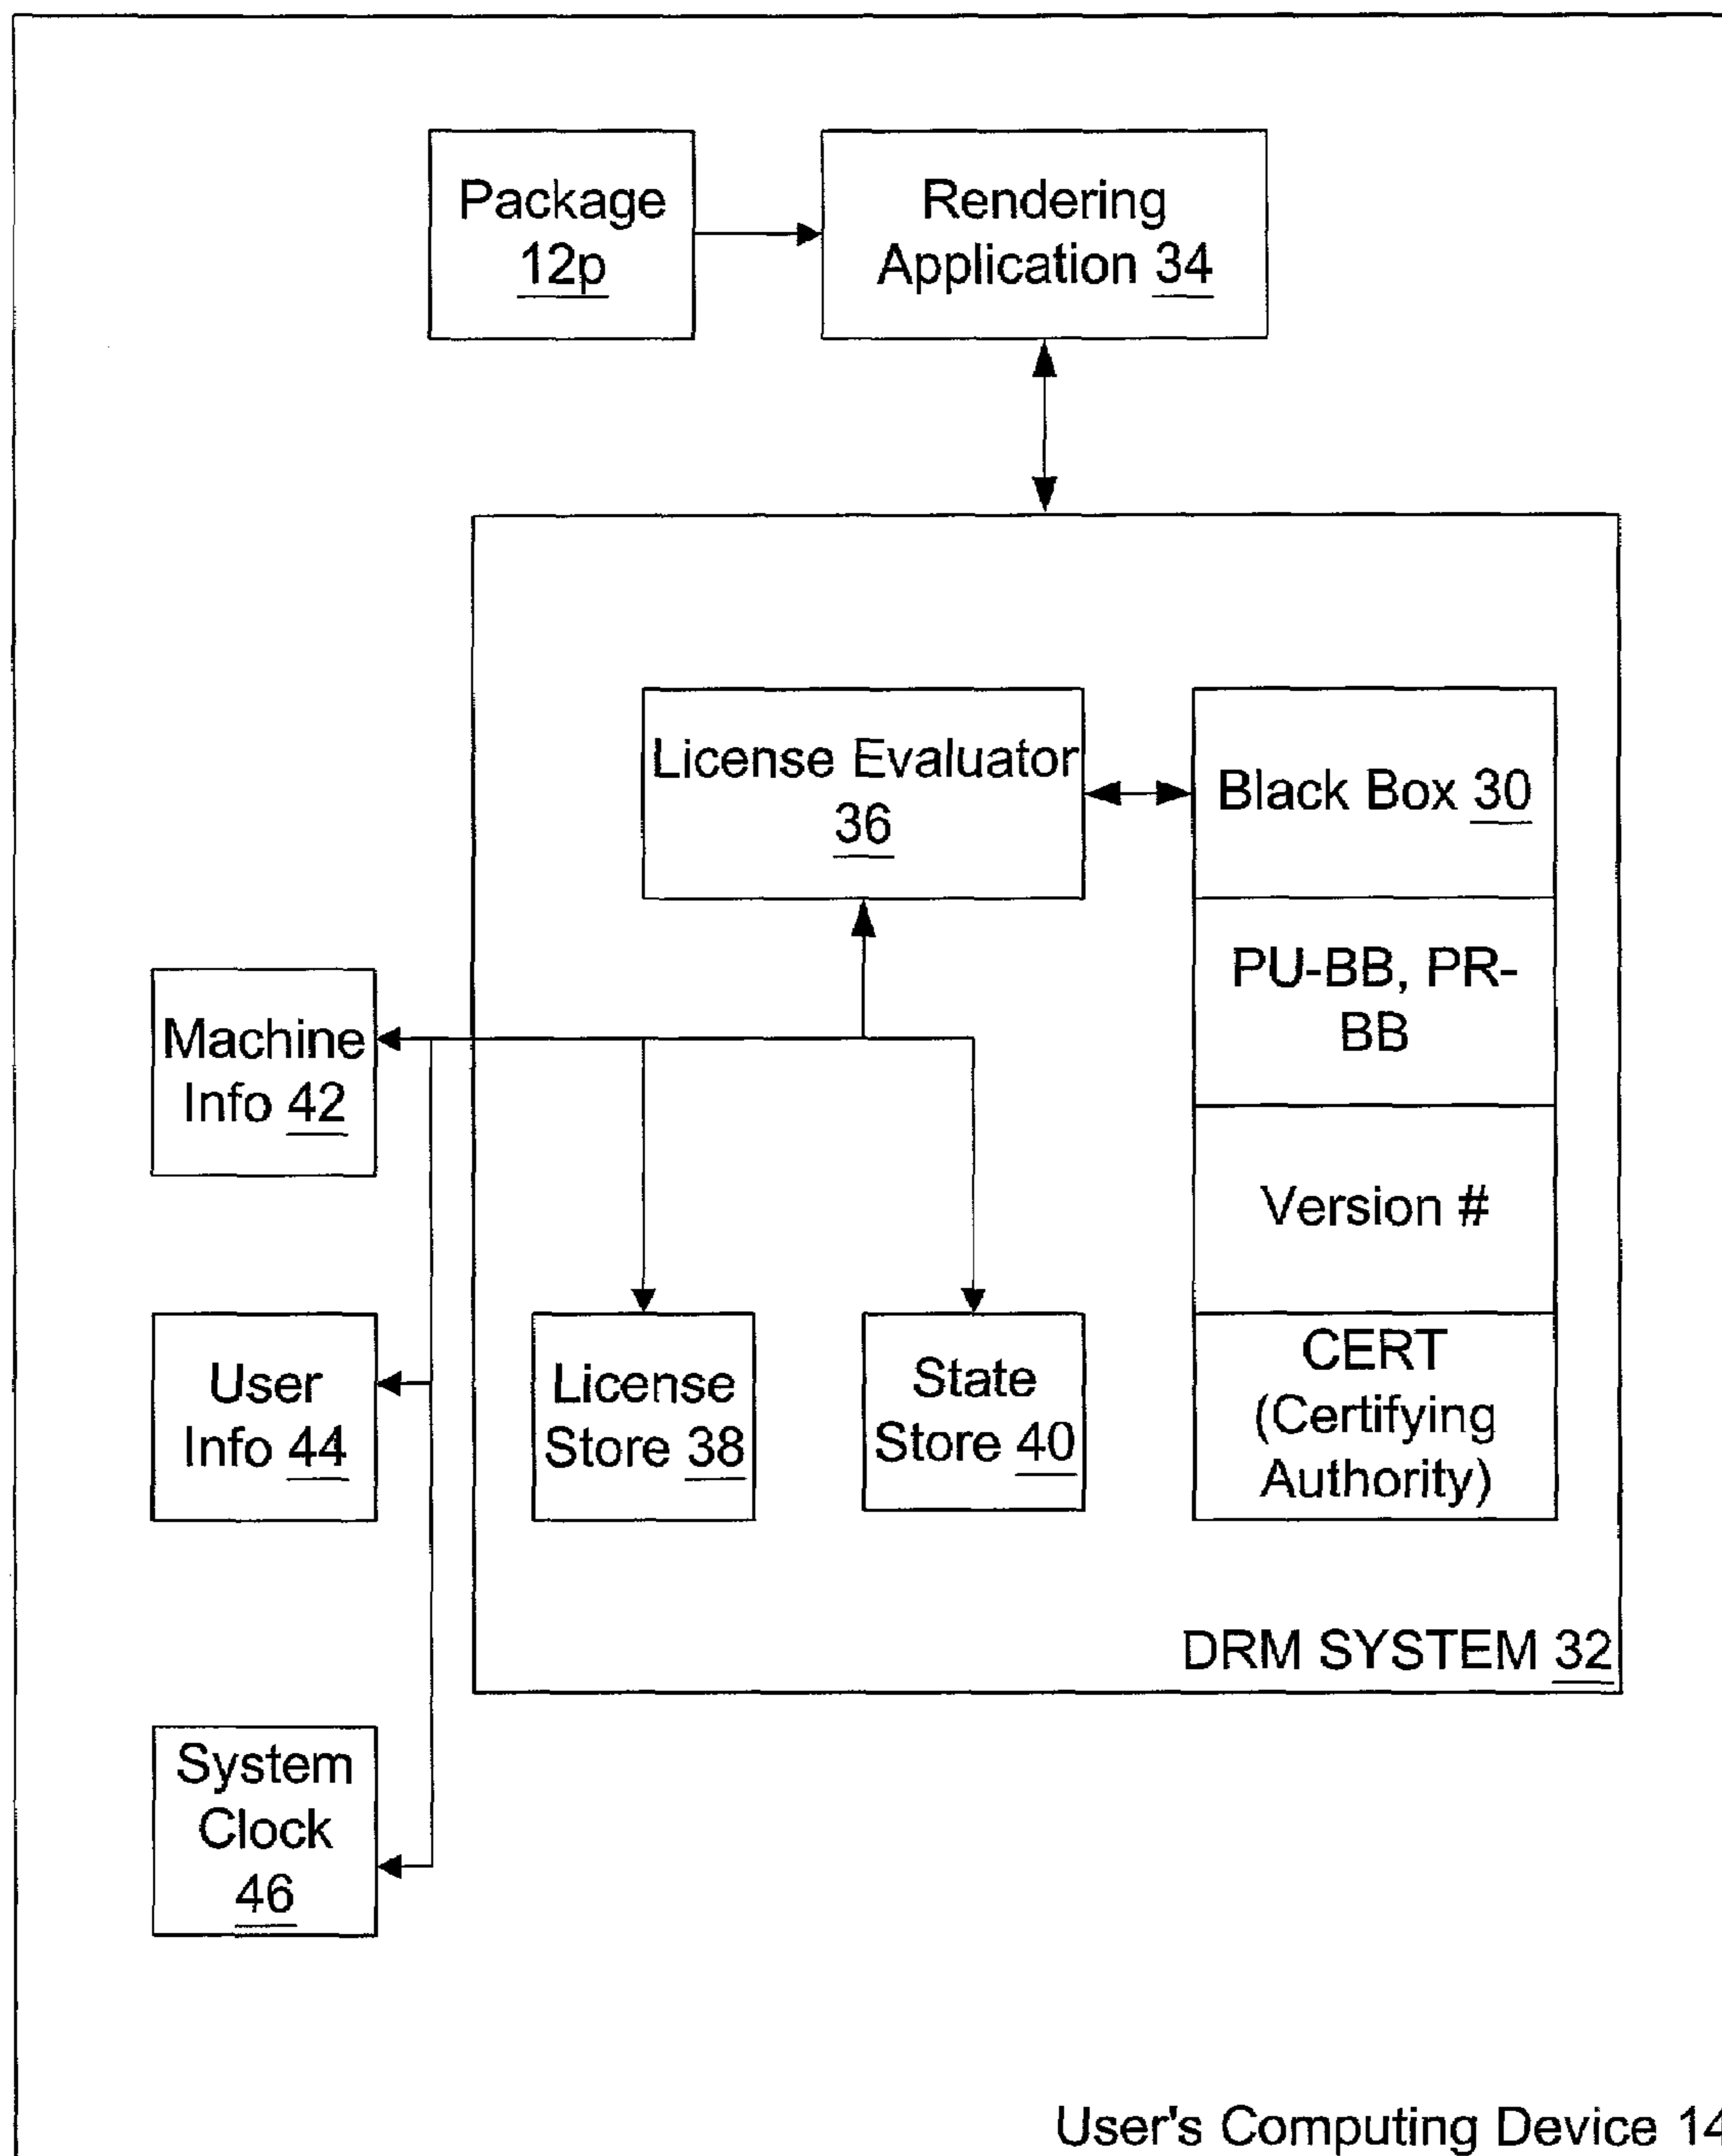 Package
12p
Rendering
Application 34
License Evaluator
36
Black Box 30
PU-BB, PR-
BB
Version #
CERT
(Certifying
Authority)
Machine
Info 42
User
Info 44
License
Store 38
State
Store 40
DRM SYSTEM 32
System
Clock
46
User's Computing Device 14